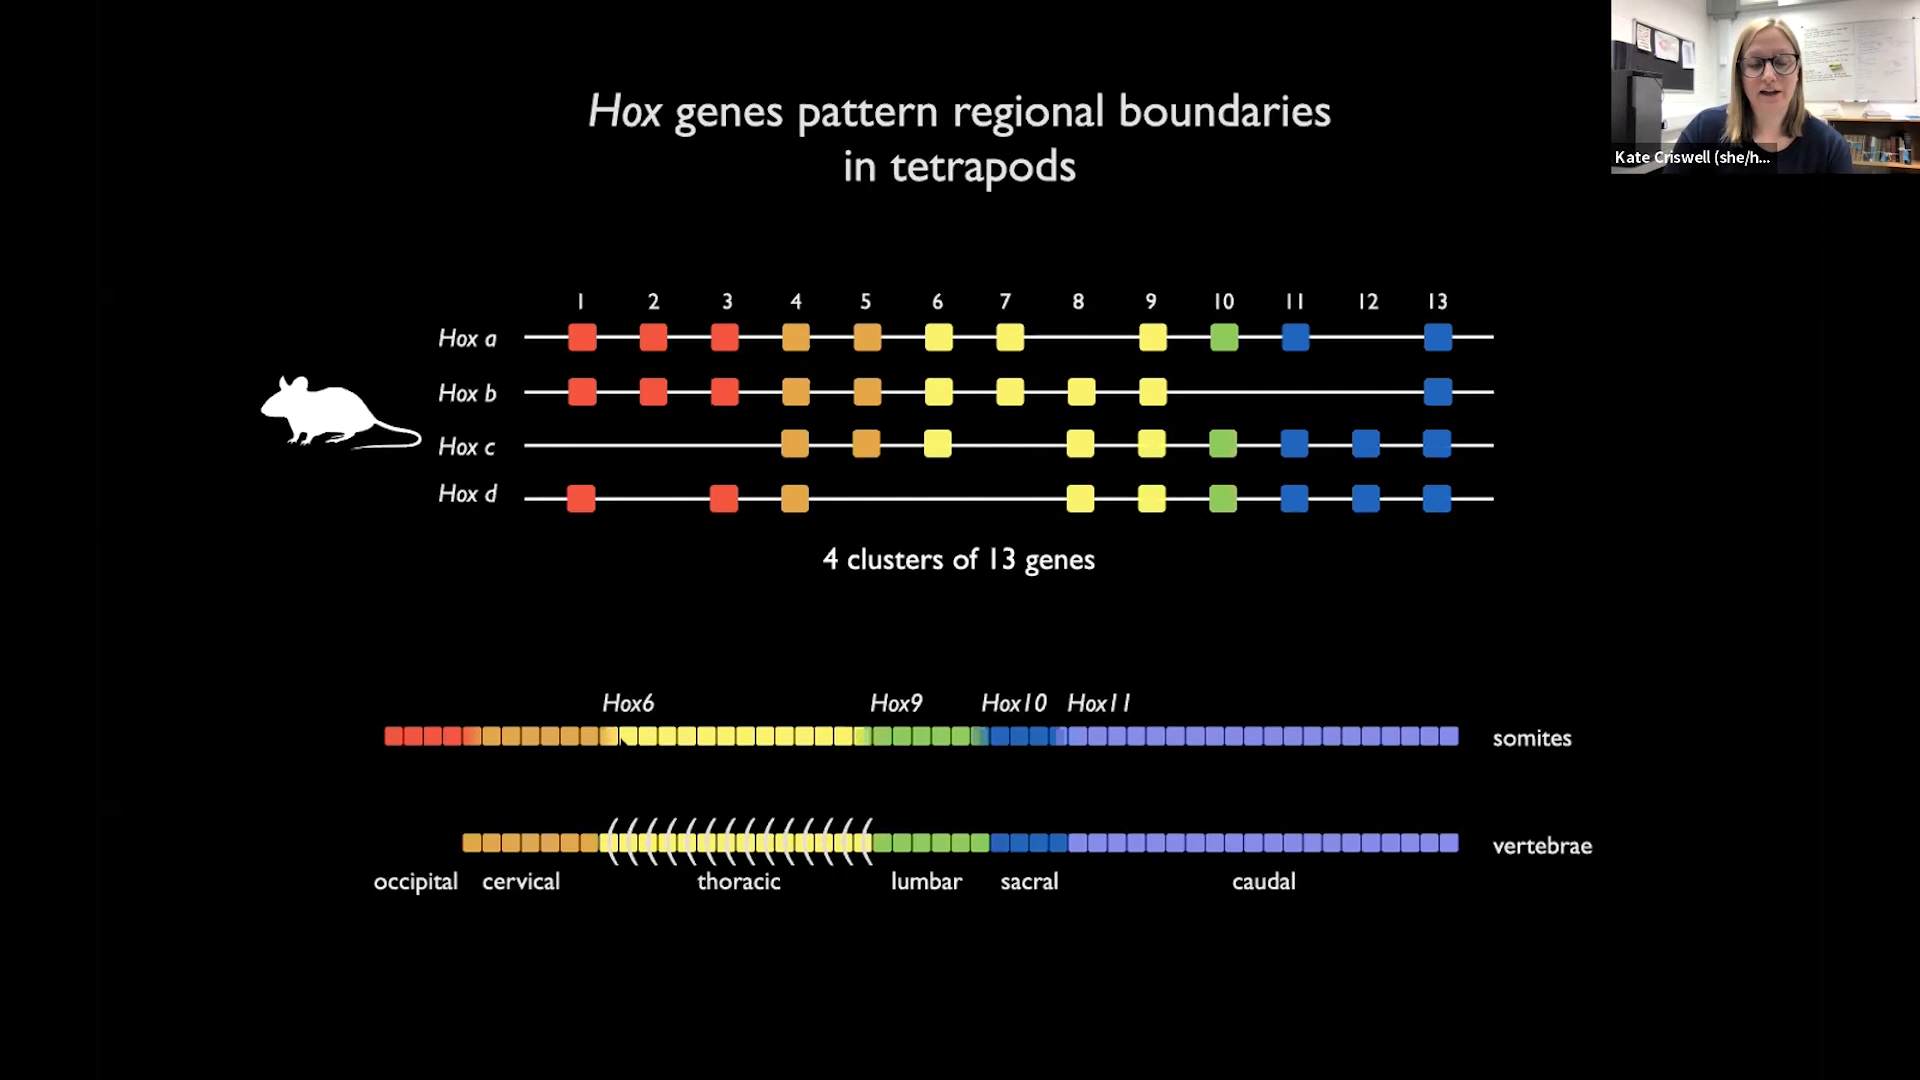 Hox genes pattern regional boundaries
in tetrapods
Kate Criswell (she/h...
1 2 3 4 5 6 7 8 9 10 11 12 13
Hox a
Hox b
Hox c
Hox d
4 clusters of 13 genes
Hox6 Hox9 Hox10 Hox11
somites
vertebrae
occipital cervical thoracic lumbar sacral caudal